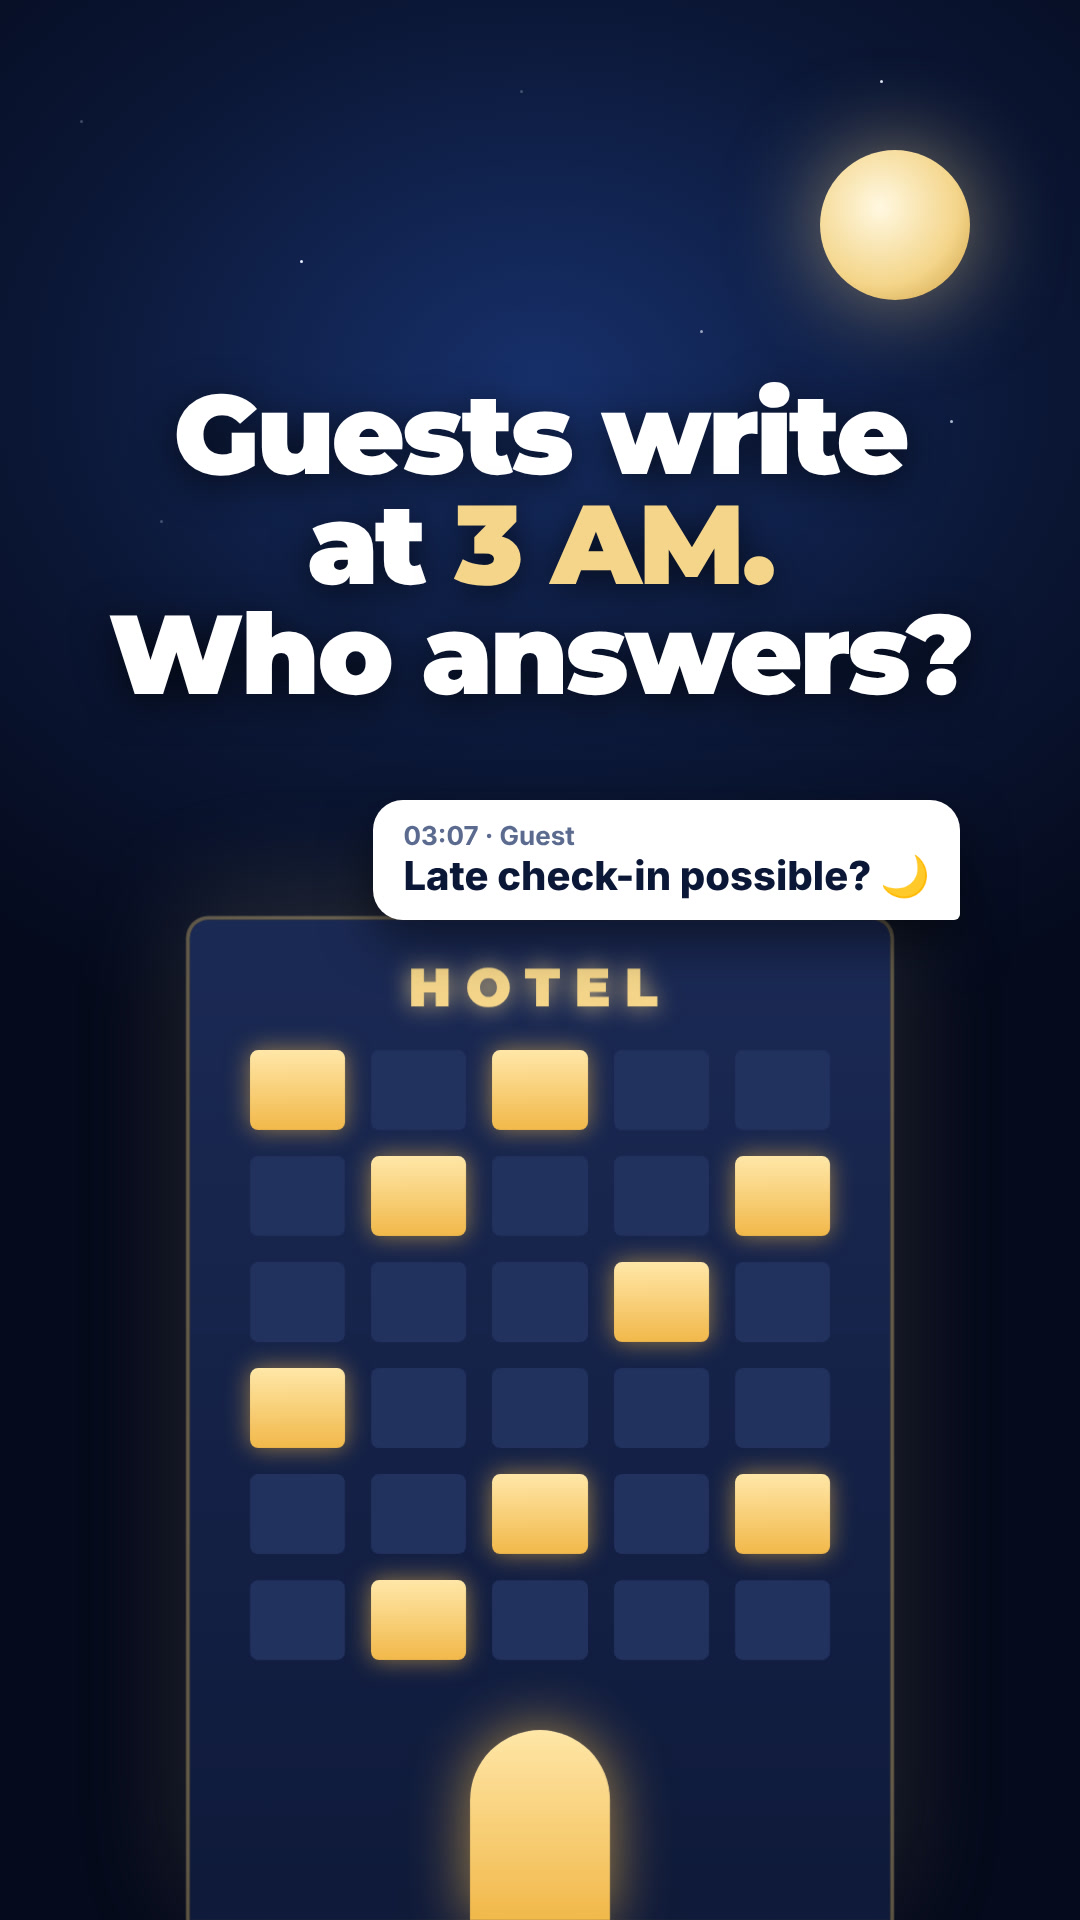 Guests write
at 3 AM.
Who answers?
03:07 · Guest
Late check-in possible? 🌙
HOTEL